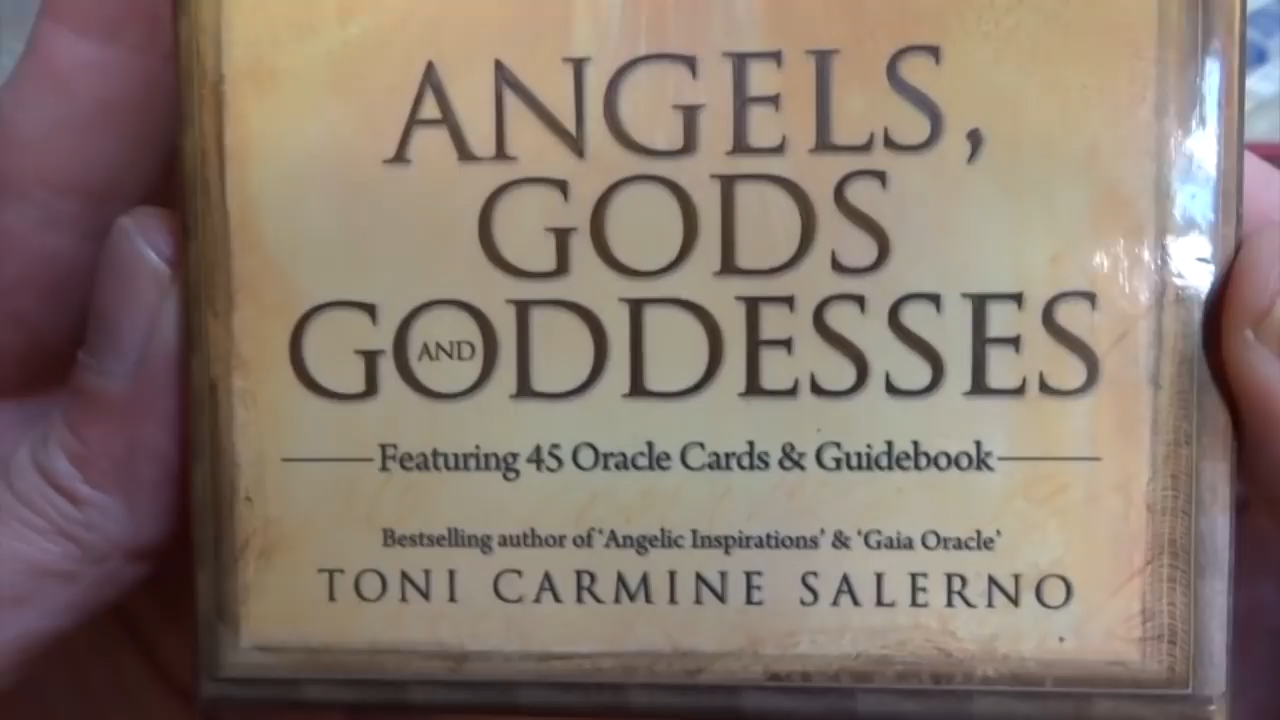 ANGELS,
GODS
AND
GODDESSES
Featuring 45 Oracle Cards & Guidebook
Bestselling author of 'Angelic Inspirations' & 'Gaia Oracle'
TONI CARMINE SALERNO